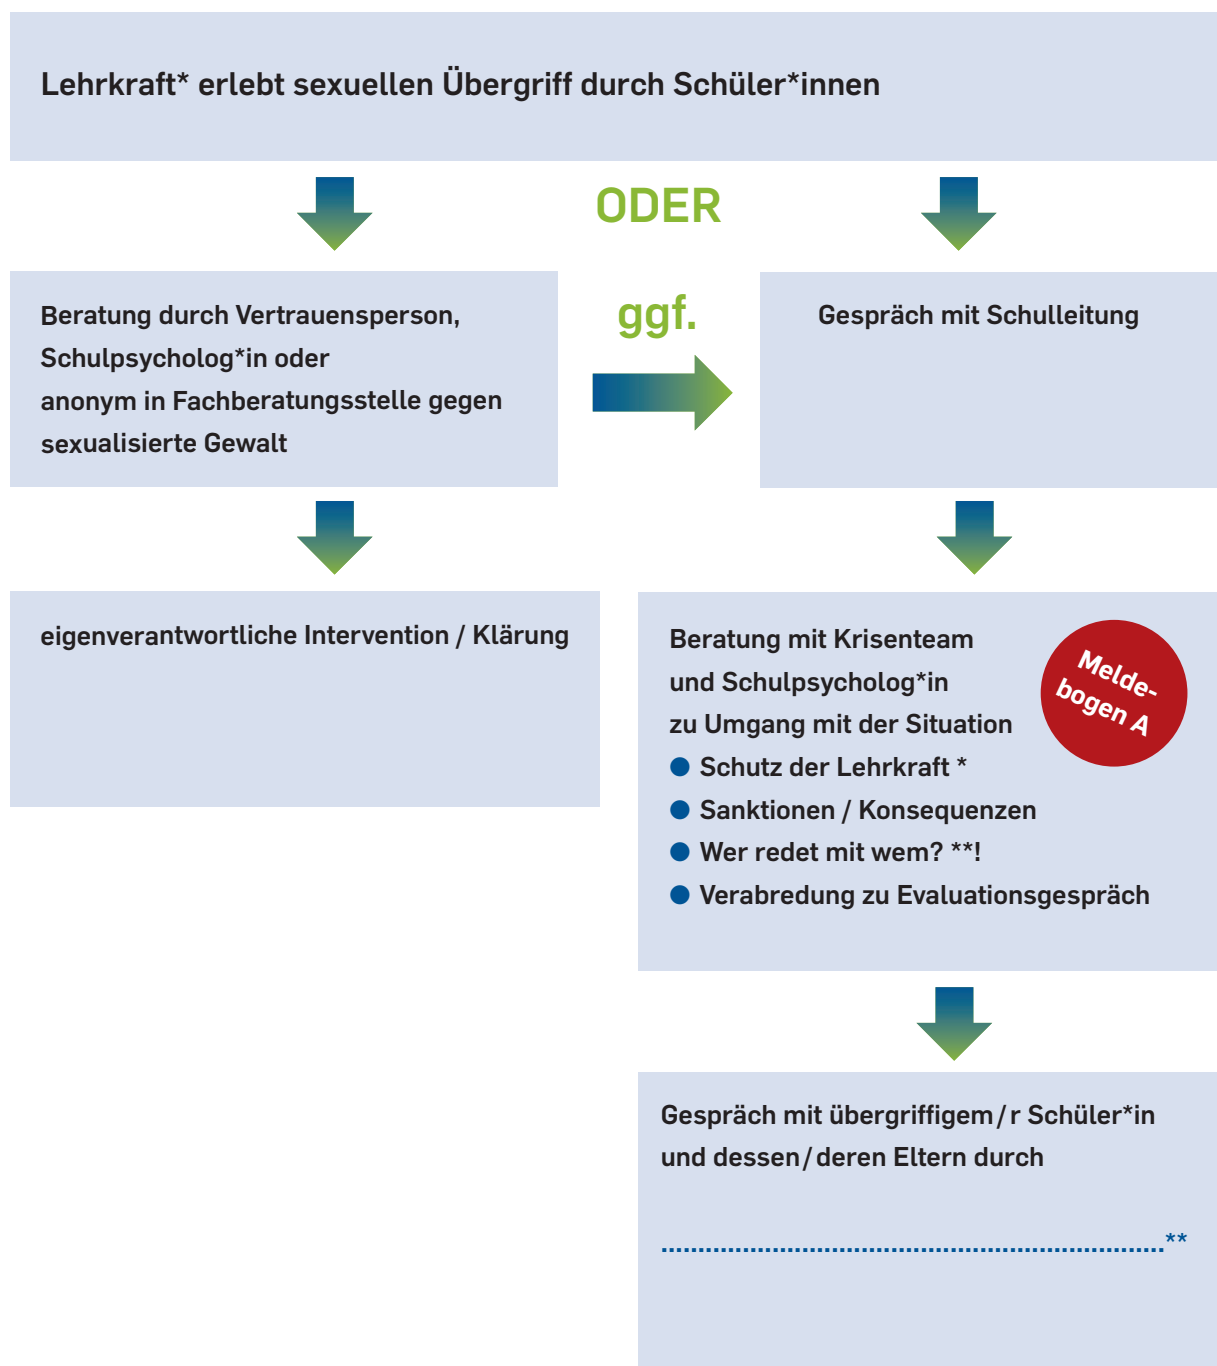 Lehrkraft* erlebt sexuellen Übergriff durch Schüler*innen
ODER
Beratung durch Vertrauensperson,
Schulpsycholog*in oder
anonym in Fachberatungsstelle gegen
sexualisierte Gewalt
ggf.
Gespräch mit Schulleitung
eigenverantwortliche Intervention / Klärung
Beratung mit Krisenteam
und Schulpsycholog*in
zu Umgang mit der Situation
● Schutz der Lehrkraft *
● Sanktionen / Konsequenzen
● Wer redet mit wem? **!
● Verabredung zu Evaluationsgespräch
Melde-
bogen A
Gespräch mit übergriffigem/r Schüler*in
und dessen/deren Eltern durch
....................................................................**